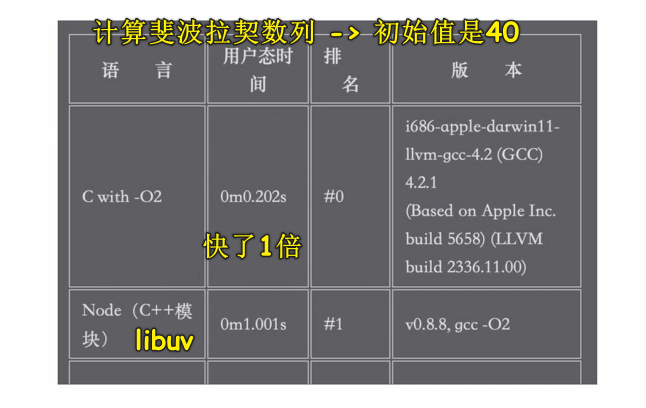 计算斐波拉契数列 -> 初始值是40
语 言
用户态时
间
排
名
版 本
C with -O2
0m0.202s
#0
i686-apple-darwin11-
llvm-gcc-4.2 (GCC)
4.2.1
(Based on Apple Inc.
build 5658) (LLVM
build 2336.11.00)
快了1倍
Node（C++模
块）
libuv
0m1.001s
#1
v0.8.8, gcc -O2